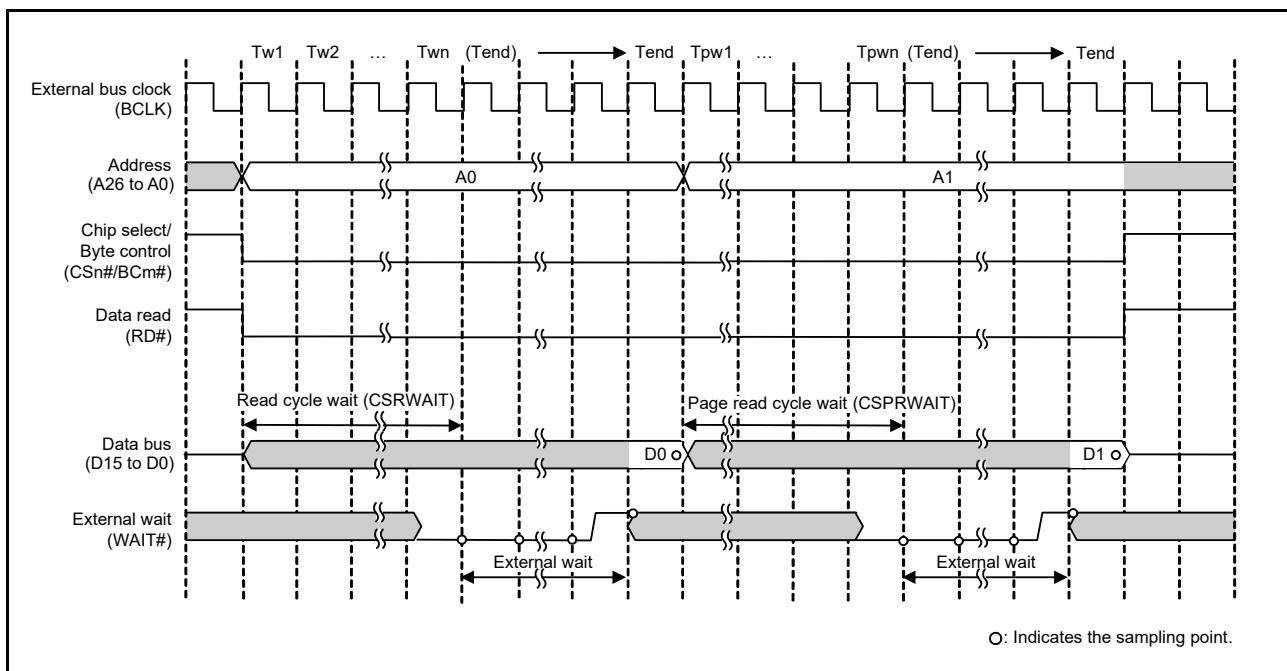 Tw1 Tw2 … Twn (Tend) Tend Tpw1 … Tpwn (Tend) Tend
External bus clock
(BCLK)
Address
(A26 to A0)
A0 A1
Chip select/
Byte control
(CSn#/BCm#)
Data read
(RD#)
Read cycle wait (CSRWAIT) Page read cycle wait (CSPRWAIT)
Data bus
(D15 to D0)
D0 D1
External wait
(WAIT#)
External wait External wait
: Indicates the sampling point.